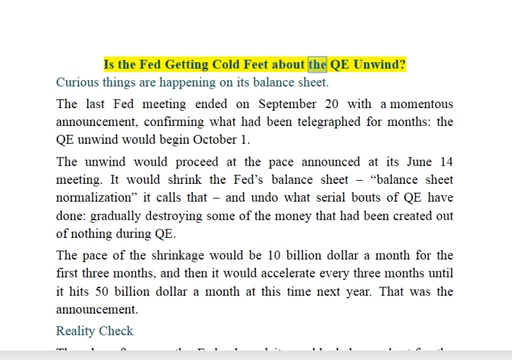 Is the Fed Getting Cold Feet about the QE Unwind?
Curious things are happening on its balance sheet.
The last Fed meeting ended on September 20 with a momentous
announcement, confirming what had been telegraphed for months: the
QE unwind would begin October 1.
The unwind would proceed at the pace announced at its June 14
meeting. It would shrink the Fed’s balance sheet – “balance sheet
normalization” it calls that – and undo what serial bouts of QE have
done: gradually destroying some of the money that had been created out
of nothing during QE.
The pace of the shrinkage would be 10 billion dollar a month for the
first three months, and then it would accelerate every three months until
it hits 50 billion dollar a month at this time next year. That was the
announcement.
Reality Check